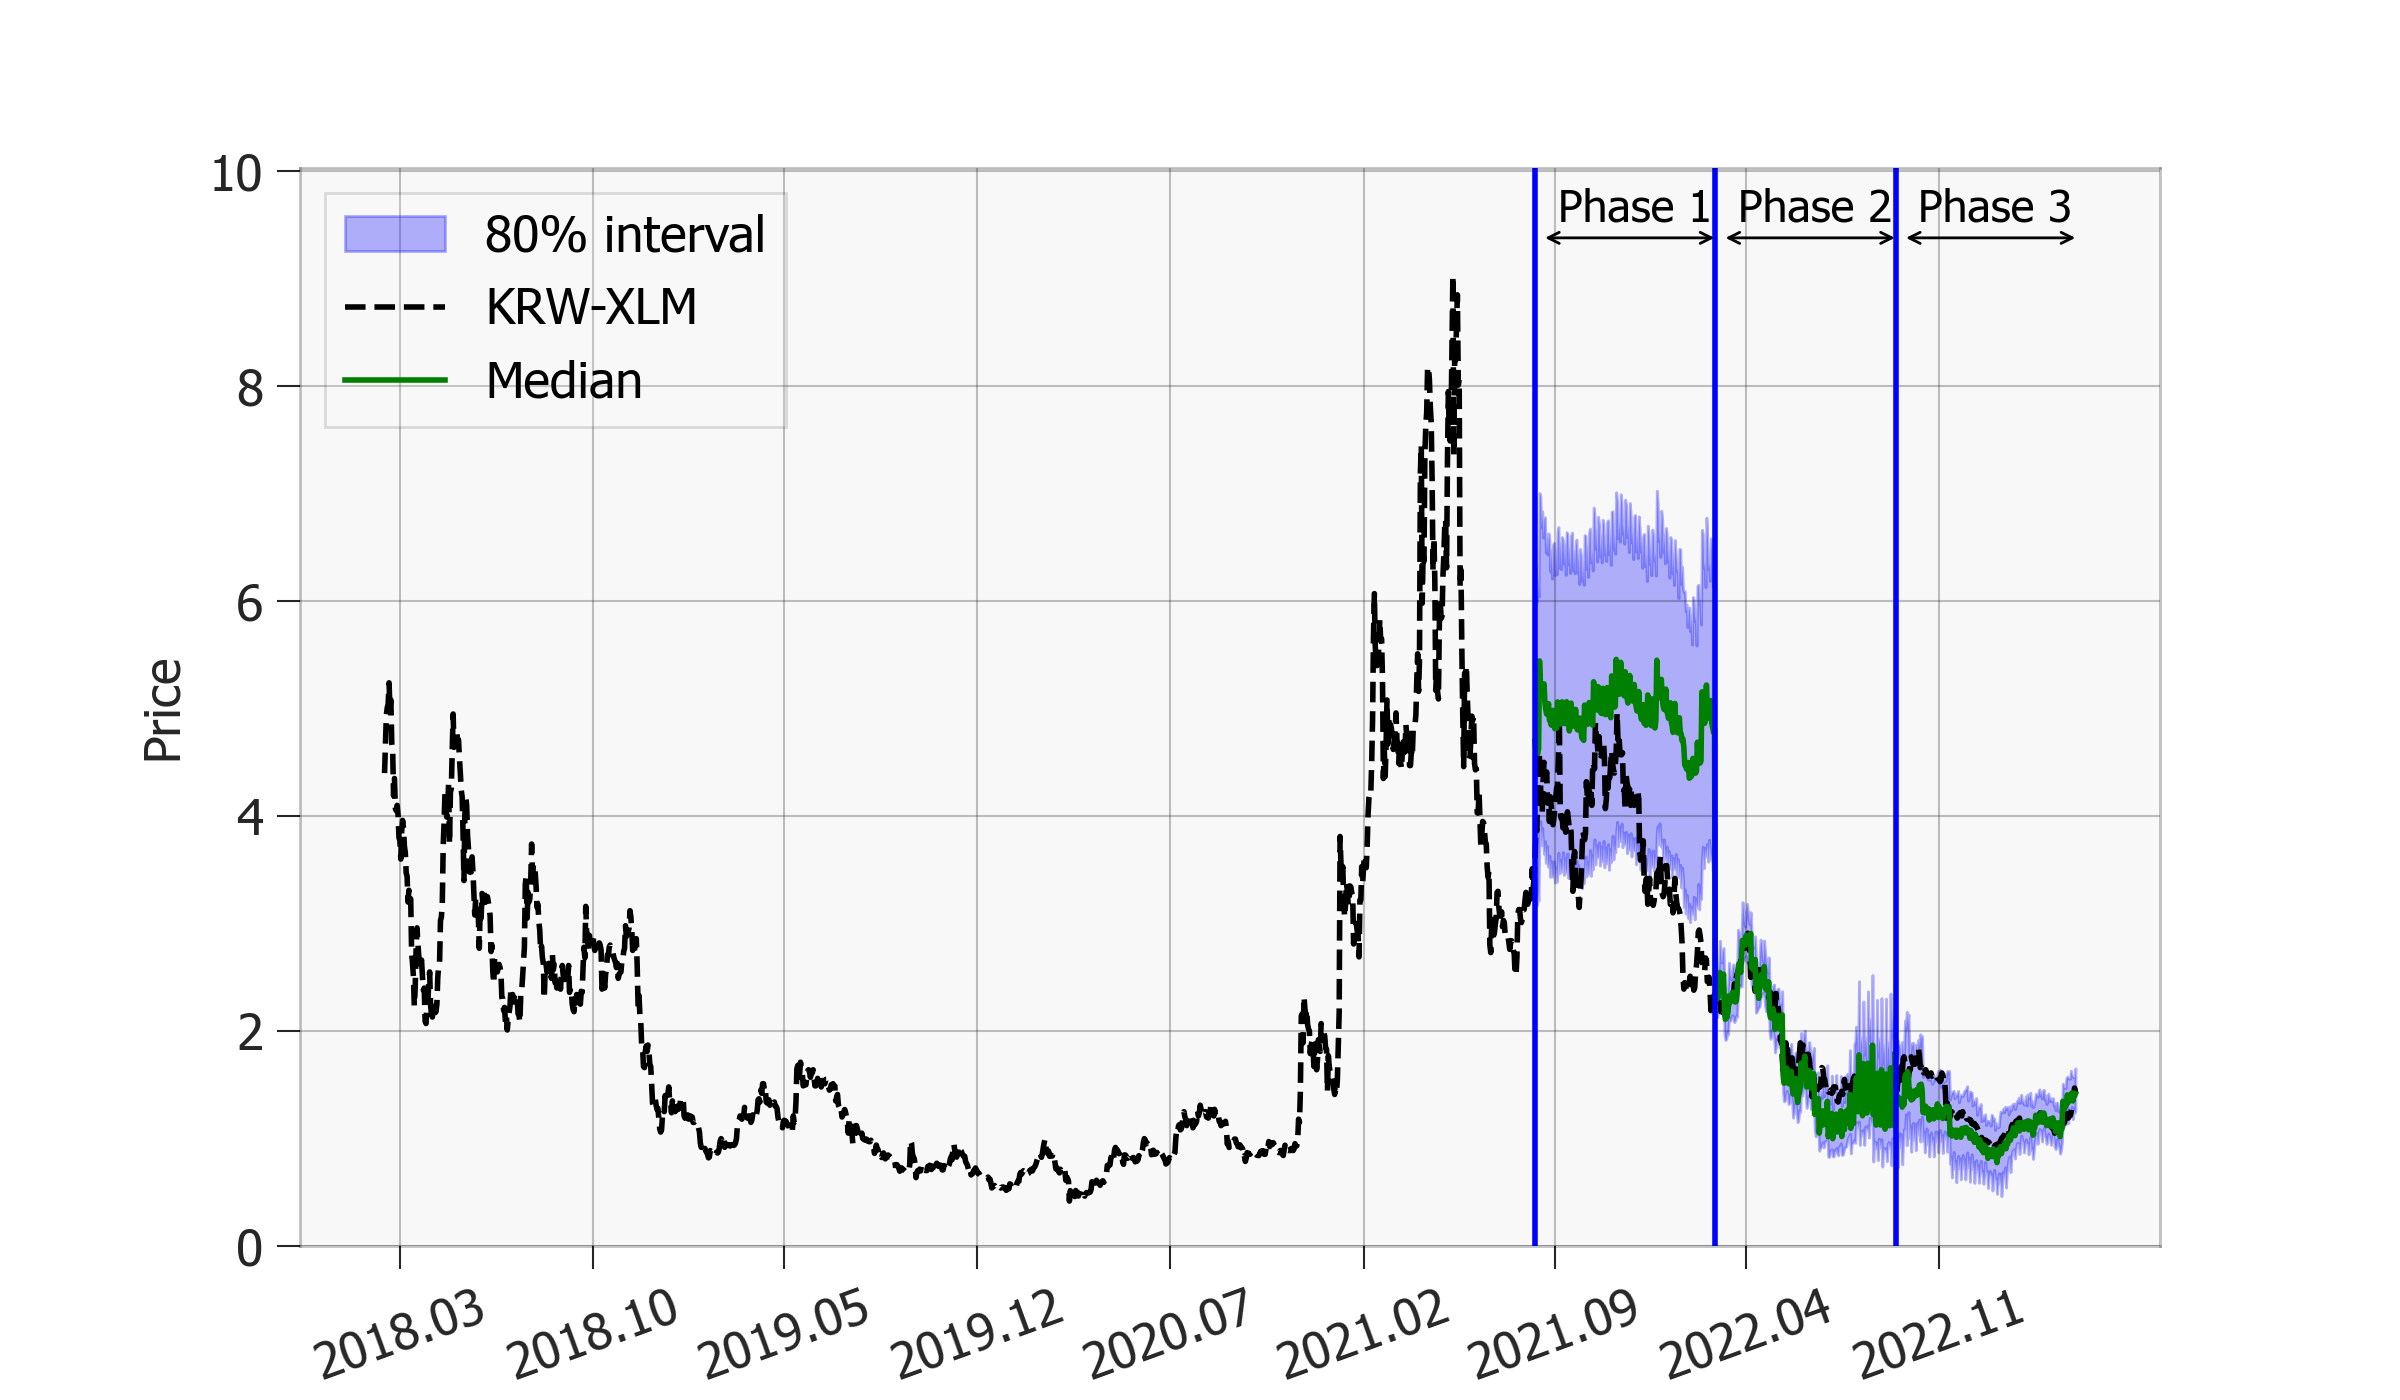 10
8
6
4
2
0
Price
80% interval
KRW-XLM
Median
Phase 1
Phase 2
Phase 3
2018.03
2018.10
2019.05
2019.12
2020.07
2021.02
2021.09
2022.04
2022.11